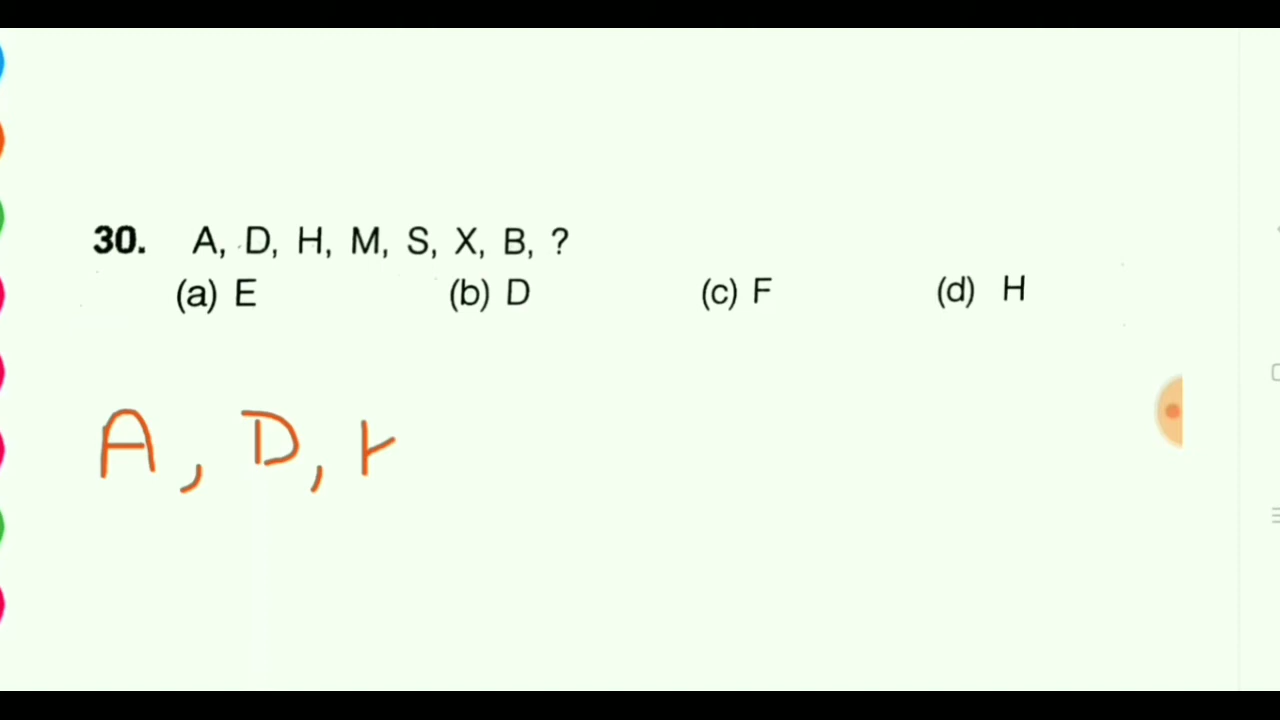 30. A, D, H, M, S, X, B, ?
(a) E (b) D (c) F (d) H
A, D,